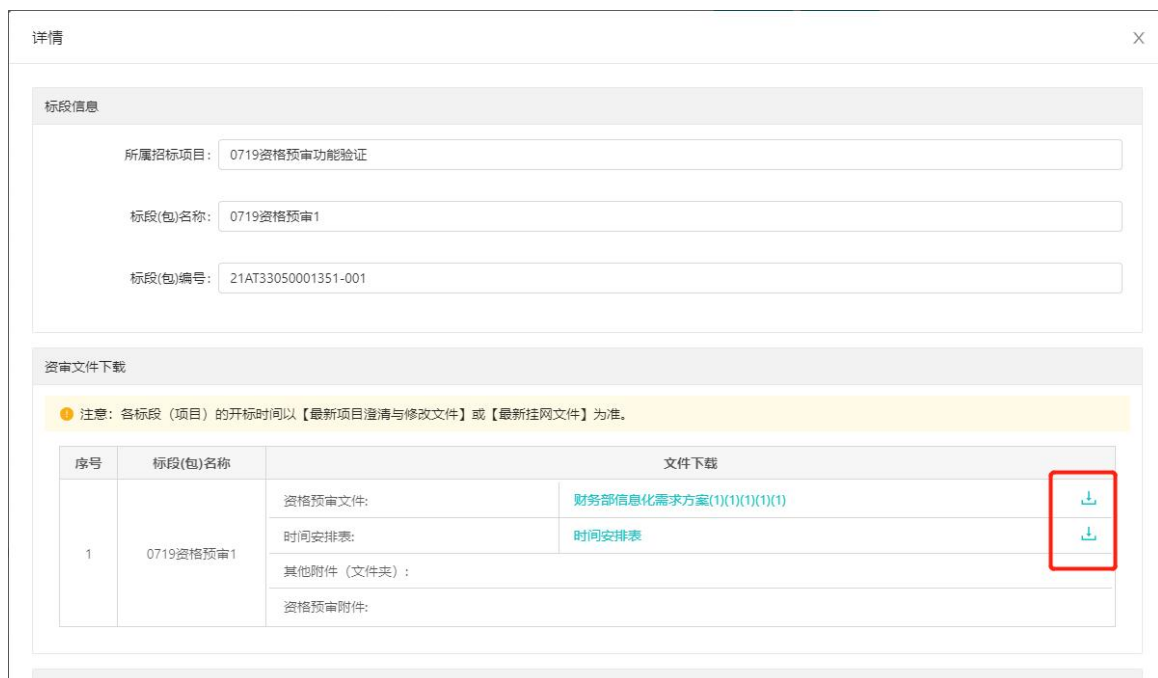 详情
标段信息
所属招标项目: 0719资格预审功能验证
标段(包)名称: 0719资格预审1
标段(包)编号: 21AT33050001351-001
资审文件下载
注意：各标段（项目）的开标时间以【最新项目澄清与修改文件】或【最新挂网文件】为准。
序号 标段(包)名称 文件下载
1 0719资格预审1
资格预审文件: 财务部信息化需求方案(1)(1)(1)(1)(1)
时间安排表: 时间安排表
其他附件（文件夹）:
资格预审附件: